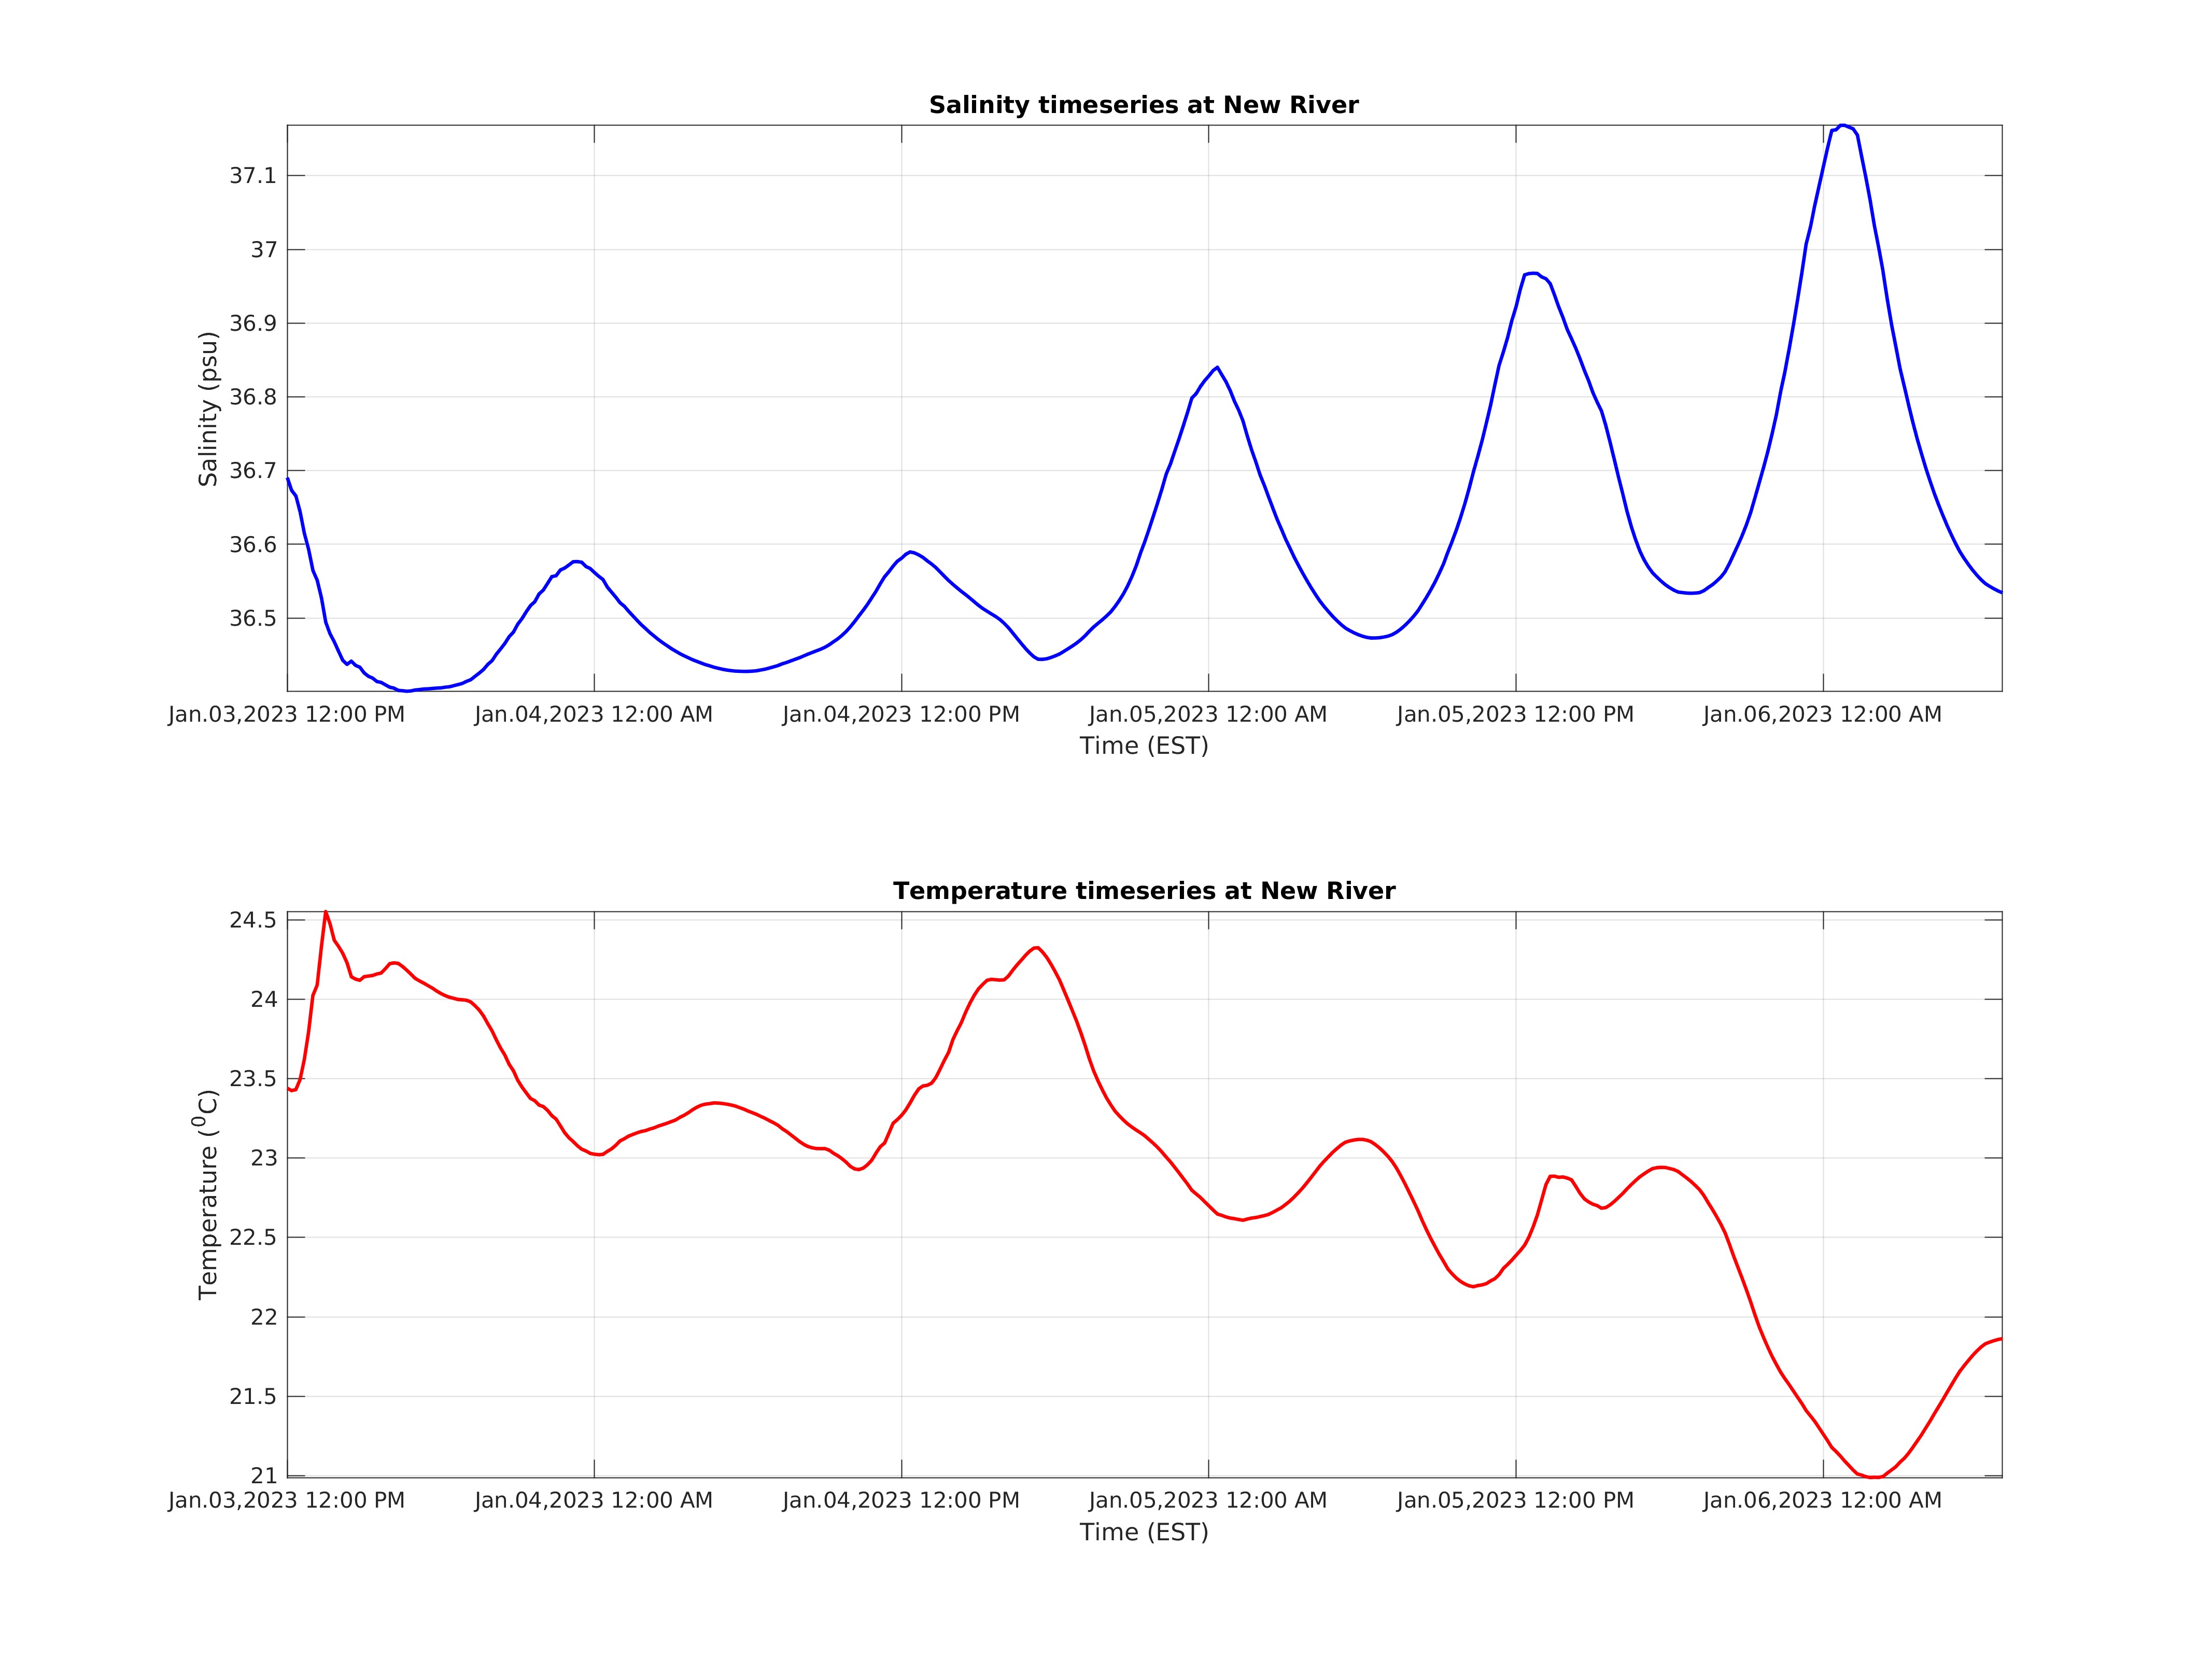 Salinity timeseries at New River
Salinity (psu)
37.1
37
36.9
36.8
36.7
36.6
36.5
Jan.03,2023 12:00 PM Jan.04,2023 12:00 AM Jan.04,2023 12:00 PM Jan.05,2023 12:00 AM Jan.05,2023 12:00 PM Jan.06,2023 12:00 AM
Time (EST)
Temperature timeseries at New River
Temperature (⁰C)
24.5
24
23.5
23
22.5
22
21.5
21
Jan.03,2023 12:00 PM Jan.04,2023 12:00 AM Jan.04,2023 12:00 PM Jan.05,2023 12:00 AM Jan.05,2023 12:00 PM Jan.06,2023 12:00 AM
Time (EST)